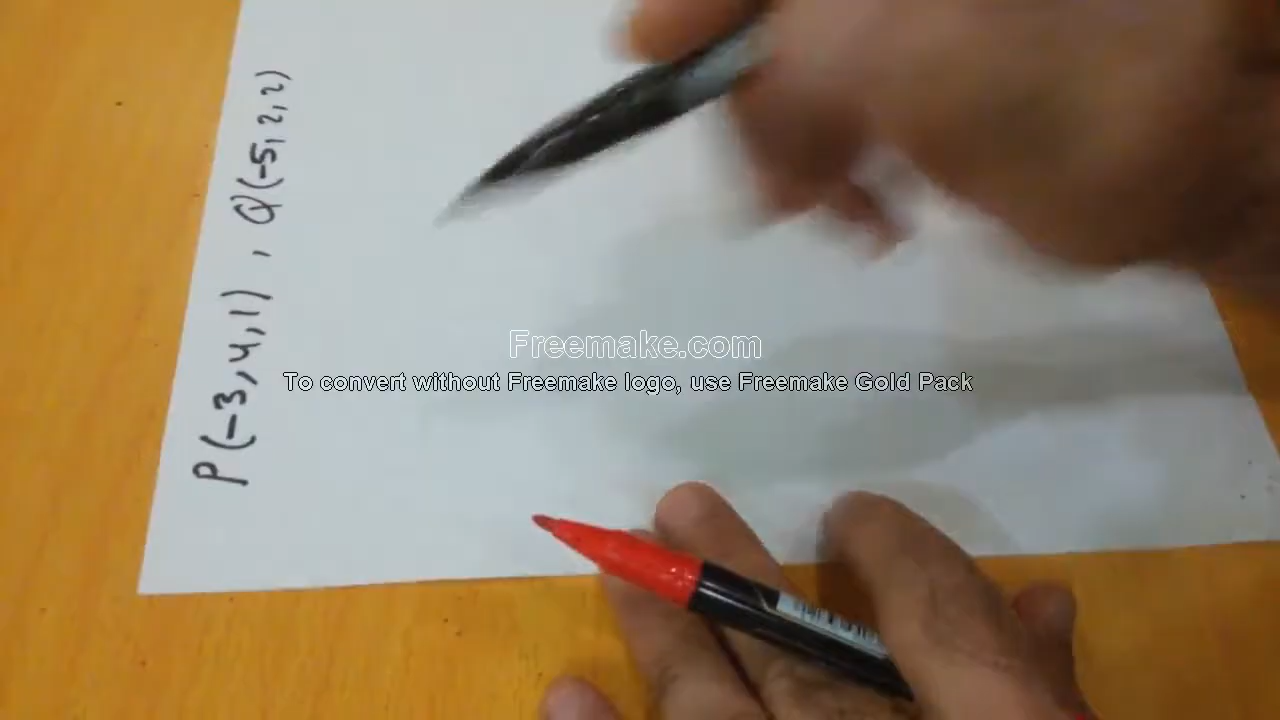 P(-3,4,1) , Q(-5,2,2)
Freemake.com
To convert without Freemake logo, use Freemake Gold Pack